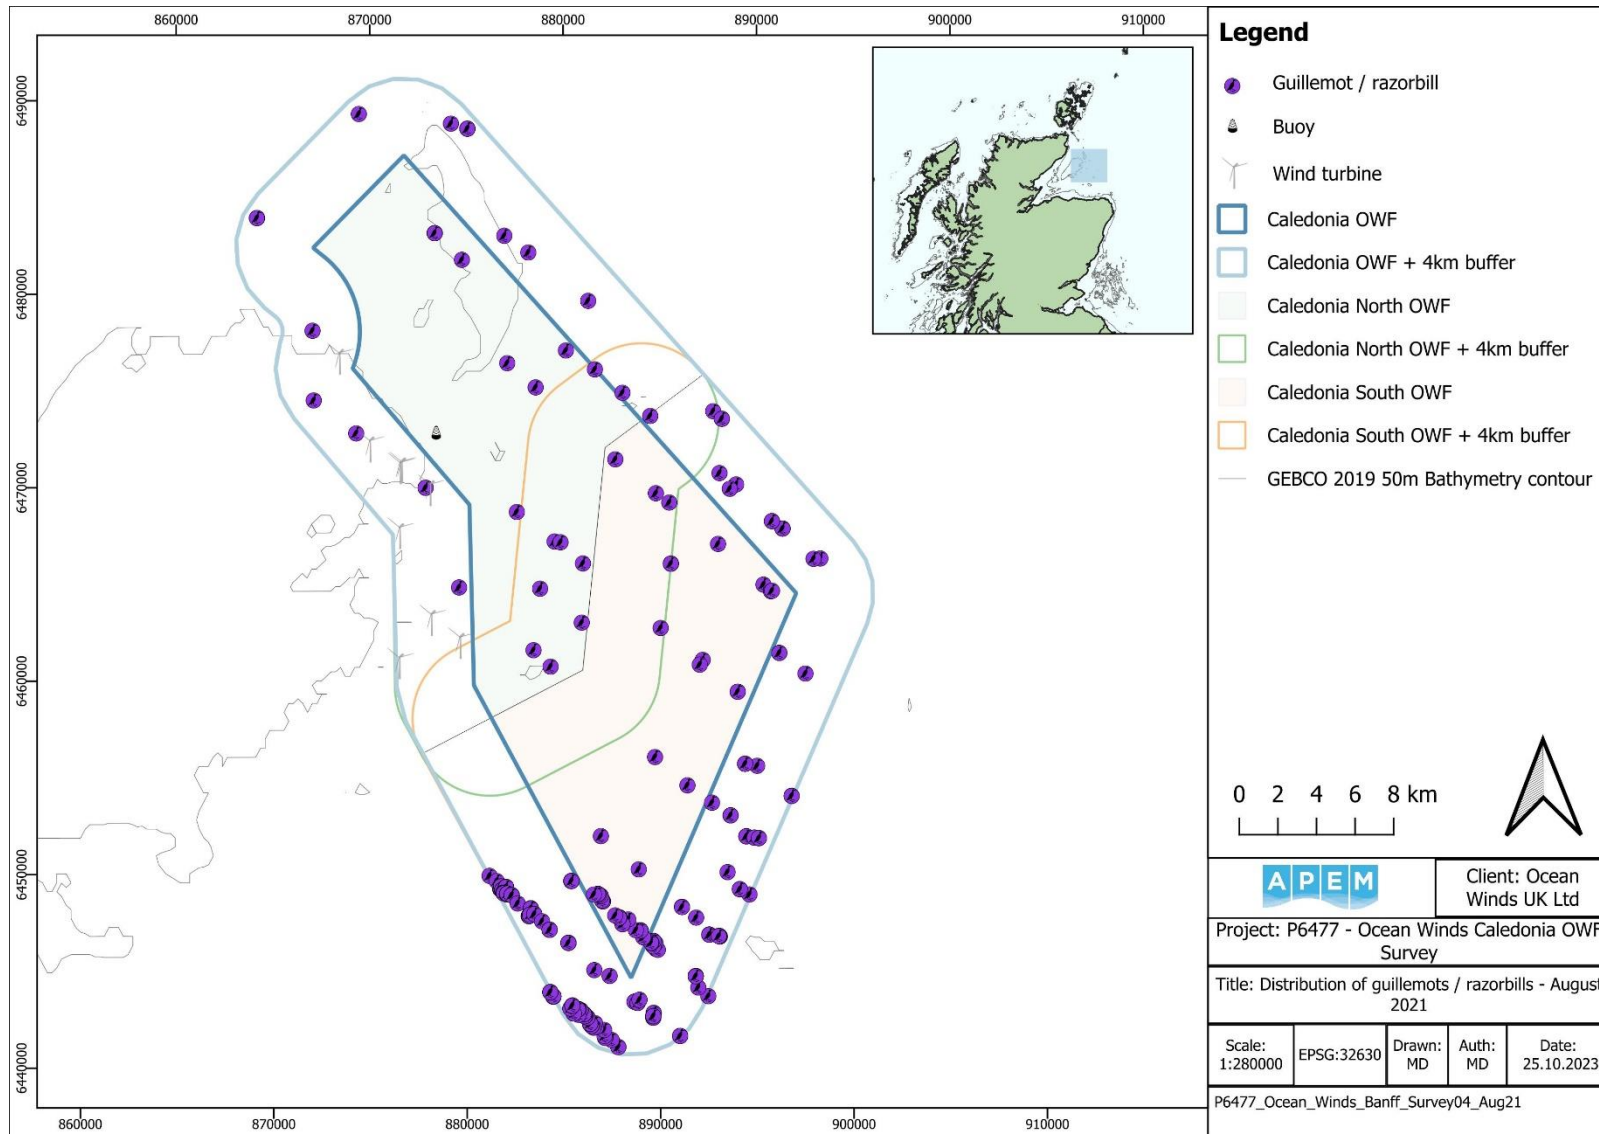 860000 870000 880000 890000 900000 910000
6490000
6480000
6470000
6460000
6450000
6440000
860000 870000 880000 890000 900000 910000
Legend
Guillemot / razorbill
Buoy
Wind turbine
Caledonia OWF
Caledonia OWF + 4km buffer
Caledonia North OWF
Caledonia North OWF + 4km buffer
Caledonia South OWF
Caledonia South OWF + 4km buffer
GEBCO 2019 50m Bathymetry contour
0 2 4 6 8 km
APEM
Client: Ocean
Winds UK Ltd
Project: P6477 - Ocean Winds Caledonia OWF
Survey
Title: Distribution of guillemots / razorbills - August
2021
Scale:
1:280000
EPSG:32630
Drawn:
MD
Auth:
MD
Date:
25.10.2023
P6477_Ocean_Winds_Banff_Survey04_Aug21